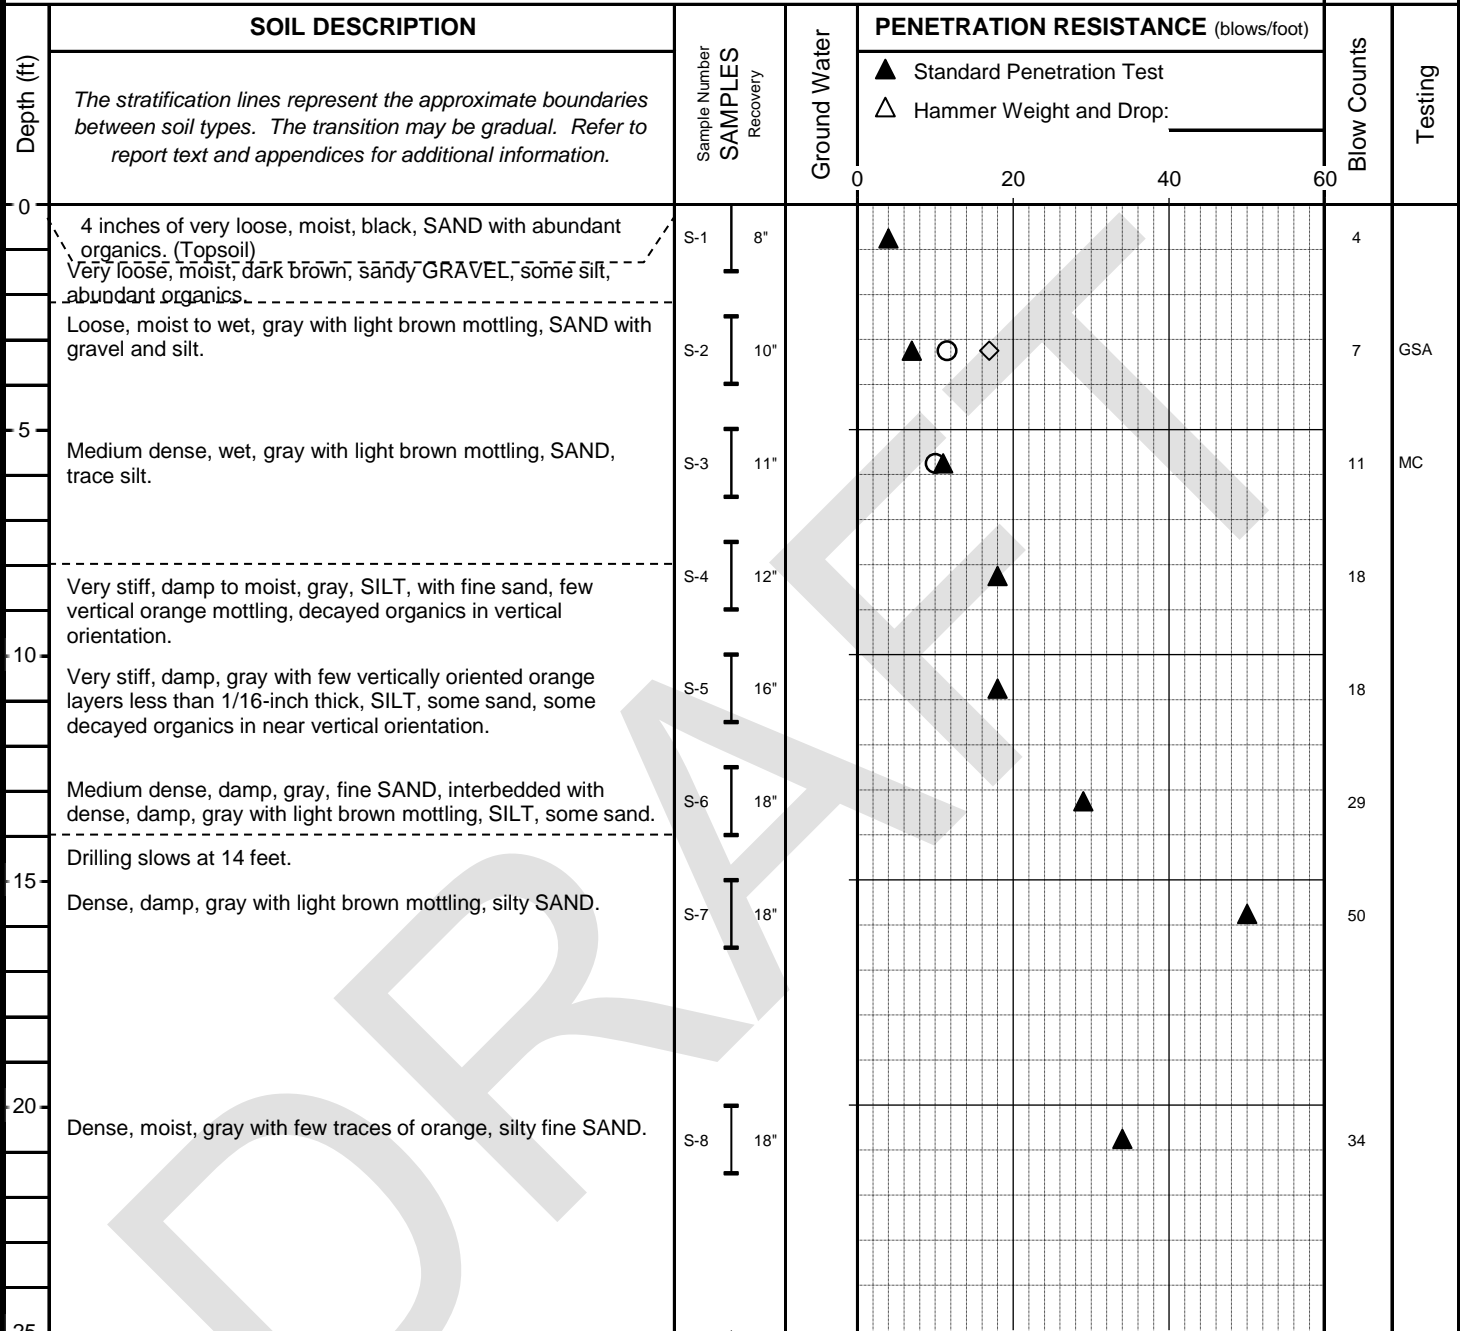 SOIL DESCRIPTION
PENETRATION RESISTANCE (blows/foot)
Depth (ft)
The stratification lines represent the approximate boundaries
between soil types. The transition may be gradual. Refer to
report text and appendices for additional information.
Sample Number
SAMPLES
Recovery
Ground Water
▲ Standard Penetration Test
△ Hammer Weight and Drop:
Blow Counts
Testing
0 20 40 60
0
4 inches of very loose, moist, black, SAND with abundant
organics. (Topsoil)
S-1 8" 4
Very loose, moist, dark brown, sandy GRAVEL, some silt,
abundant organics.
Loose, moist to wet, gray with light brown mottling, SAND with
gravel and silt.
S-2 10" 7 GSA
5
Medium dense, wet, gray with light brown mottling, SAND,
trace silt.
S-3 11" 11 MC
Very stiff, damp to moist, gray, SILT, with fine sand, few
vertical orange mottling, decayed organics in vertical
orientation.
S-4 12" 18
10
Very stiff, damp, gray with few vertically oriented orange
layers less than 1/16-inch thick, SILT, some sand, some
decayed organics in near vertical orientation.
S-5 16" 18
Medium dense, damp, gray, fine SAND, interbedded with
dense, damp, gray with light brown mottling, SILT, some sand.
S-6 18" 29
Drilling slows at 14 feet.
15
Dense, damp, gray with light brown mottling, silty SAND.
S-7 18" 50
20
Dense, moist, gray with few traces of orange, silty fine SAND.
S-8 18" 34
25
DRAFT